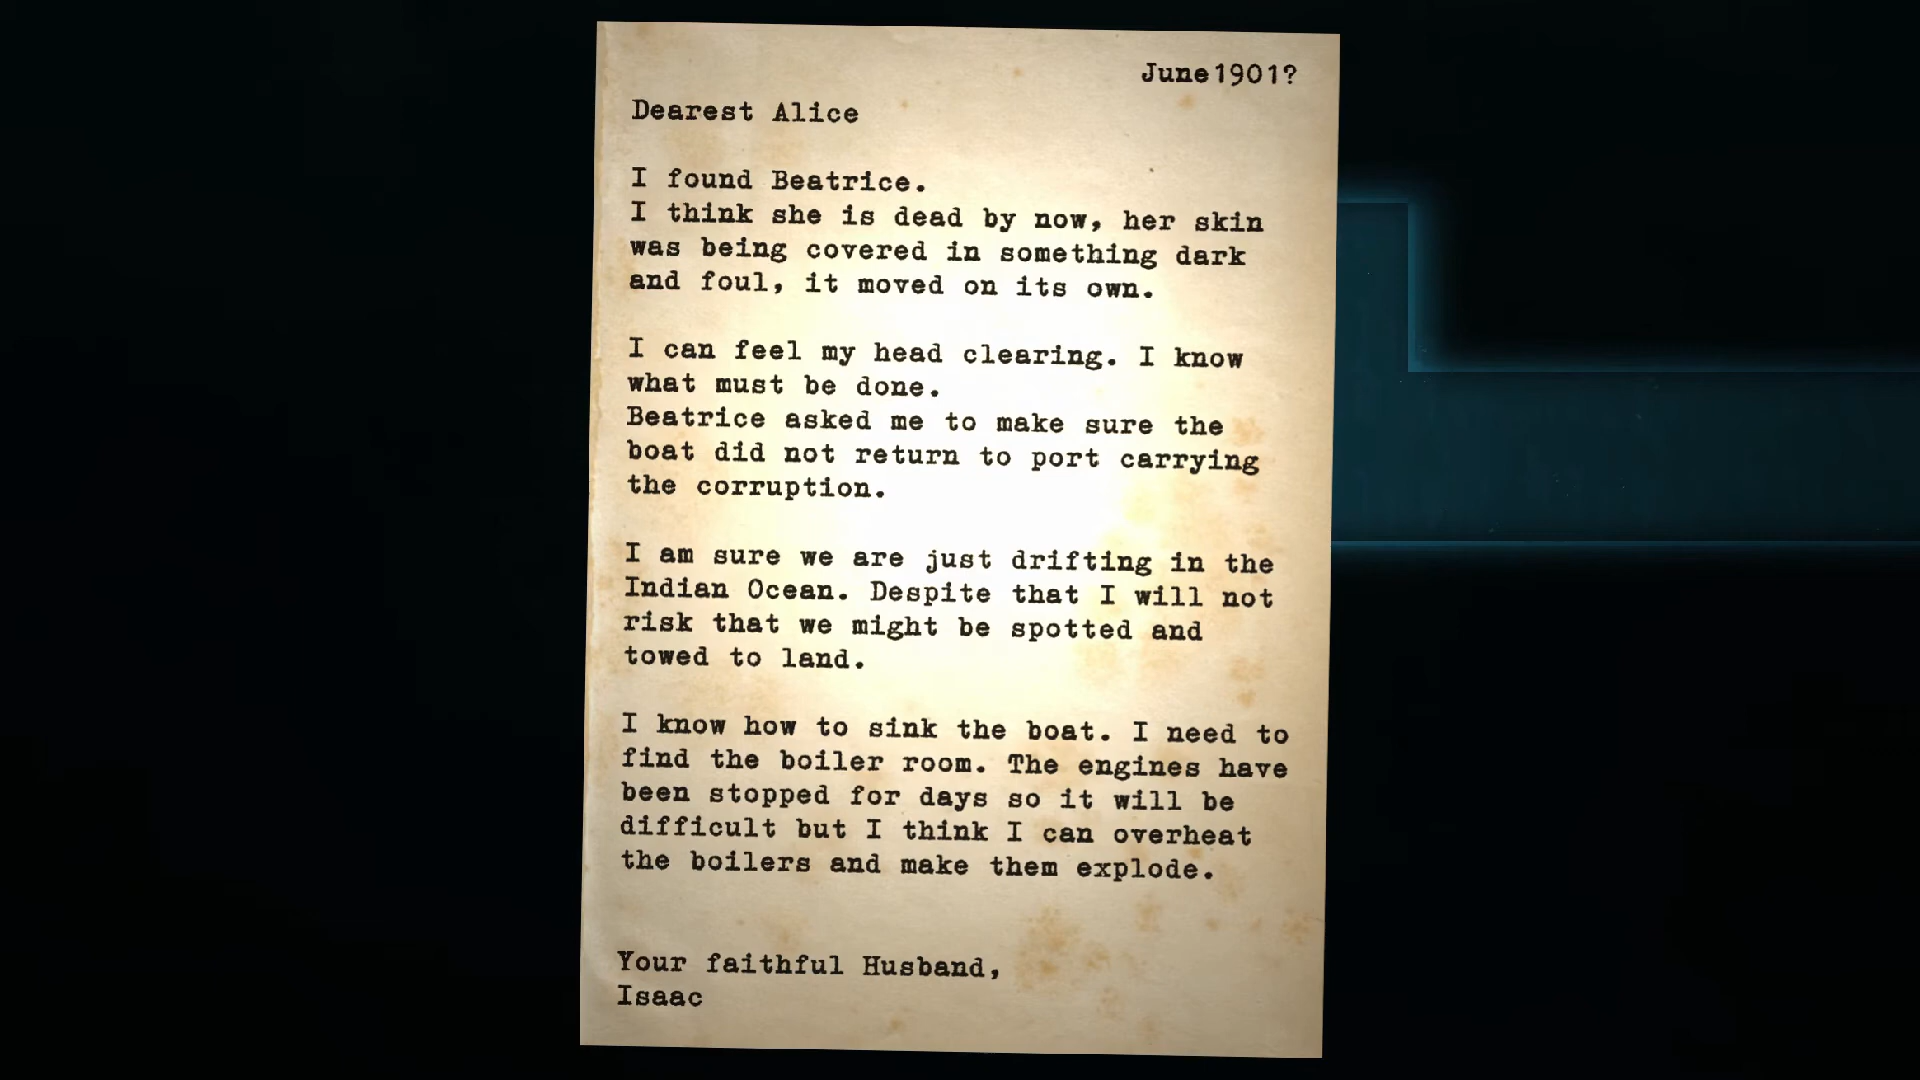 June1901?
Dearest Alice
I found Beatrice.
I think she is dead by now, her skin
was being covered in something dark
and foul, it moved on its own.
I can feel my head clearing. I know
what must be done.
Beatrice asked me to make sure the
boat did not return to port carrying
the corruption.
I am sure we are just drifting in the
Indian Ocean. Despite that I will not
risk that we might be spotted and
towed to land.
I know how to sink the boat. I need to
find the boiler room. The engines have
been stopped for days so it will be
difficult but I think I can overheat
the boilers and make them explode.
Your faithful Husband,
Isaac